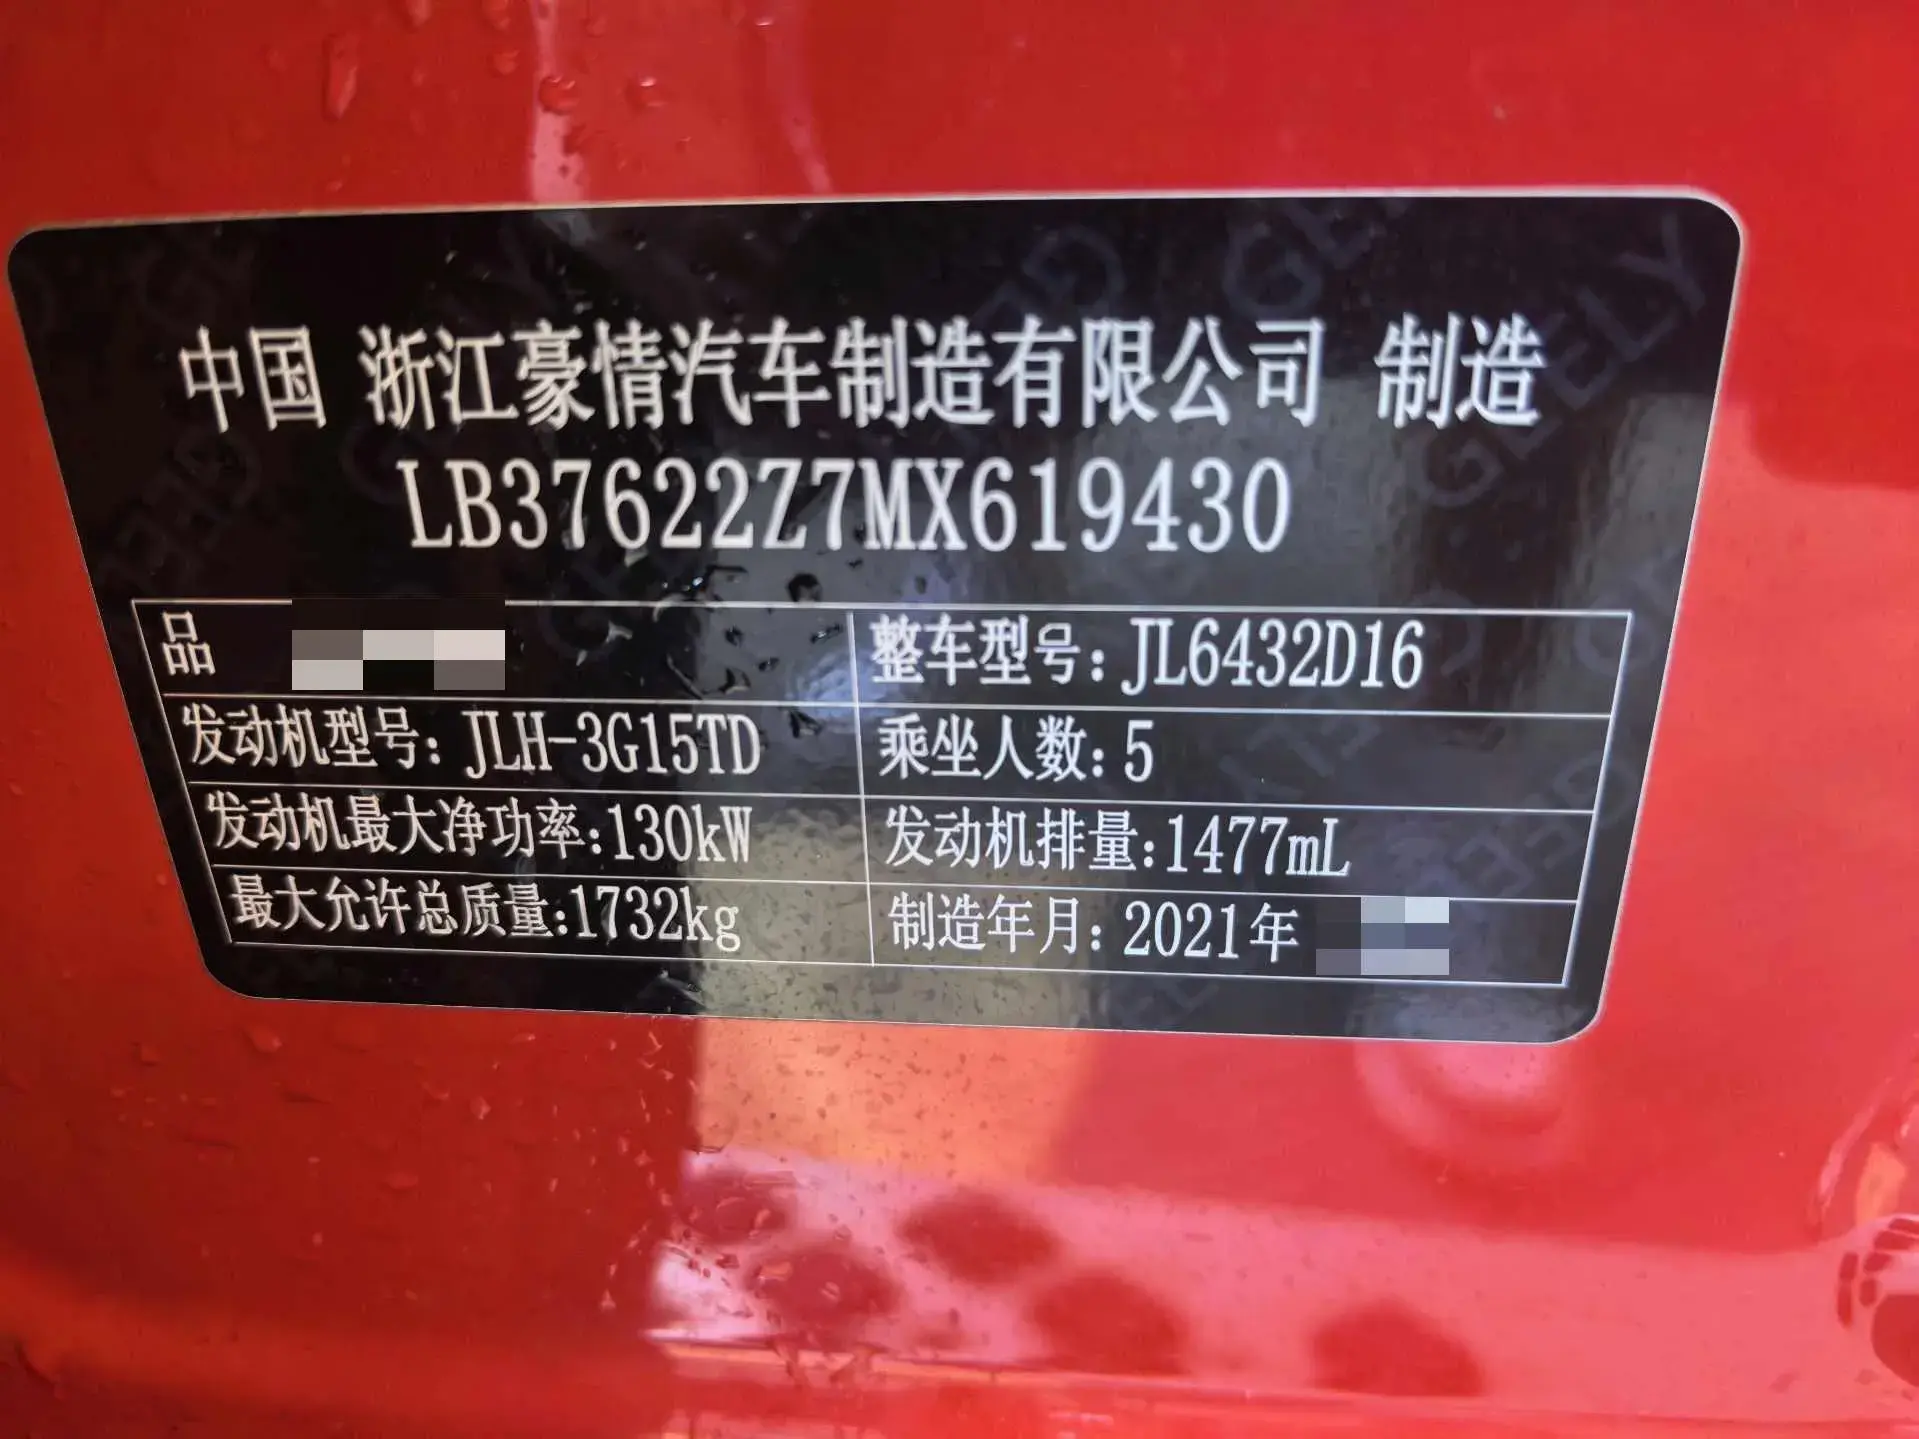 中国 浙江豪情汽车制造有限公司 制造
LB37622Z7MX619430
品
整车型号:JL6432D16
发动机型号:JLH-3G15TD
乘坐人数:5
发动机最大净功率:130kW
发动机排量:1477mL
最大允许总质量:1732kg
制造年月:2021年